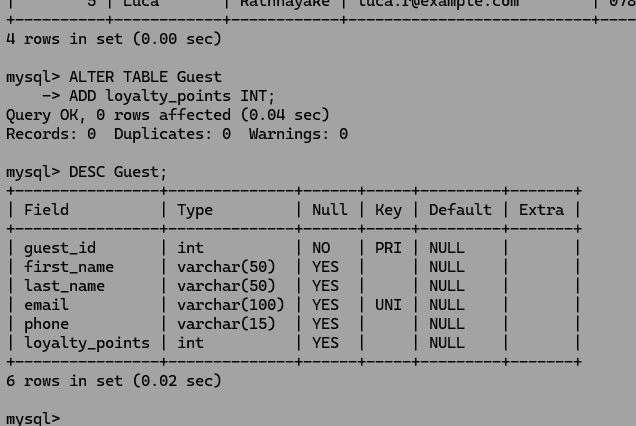 |        5 | Luca       | Rathnayake | luca.r@example.com        | 078
+----------+------------+------------+---------------------------+----
4 rows in set (0.00 sec)
mysql> ALTER TABLE Guest
    -> ADD loyalty_points INT;
Query OK, 0 rows affected (0.04 sec)
Records: 0  Duplicates: 0  Warnings: 0
mysql> DESC Guest;
+----------------+--------------+------+-----+---------+-------+
| Field          | Type         | Null | Key | Default | Extra |
+----------------+--------------+------+-----+---------+-------+
| guest_id       | int          | NO   | PRI | NULL    |       |
| first_name     | varchar(50)  | YES  |     | NULL    |       |
| last_name      | varchar(50)  | YES  |     | NULL    |       |
| email          | varchar(100) | YES  | UNI | NULL    |       |
| phone          | varchar(15)  | YES  |     | NULL    |       |
| loyalty_points | int          | YES  |     | NULL    |       |
+----------------+--------------+------+-----+---------+-------+
6 rows in set (0.02 sec)
mysql>